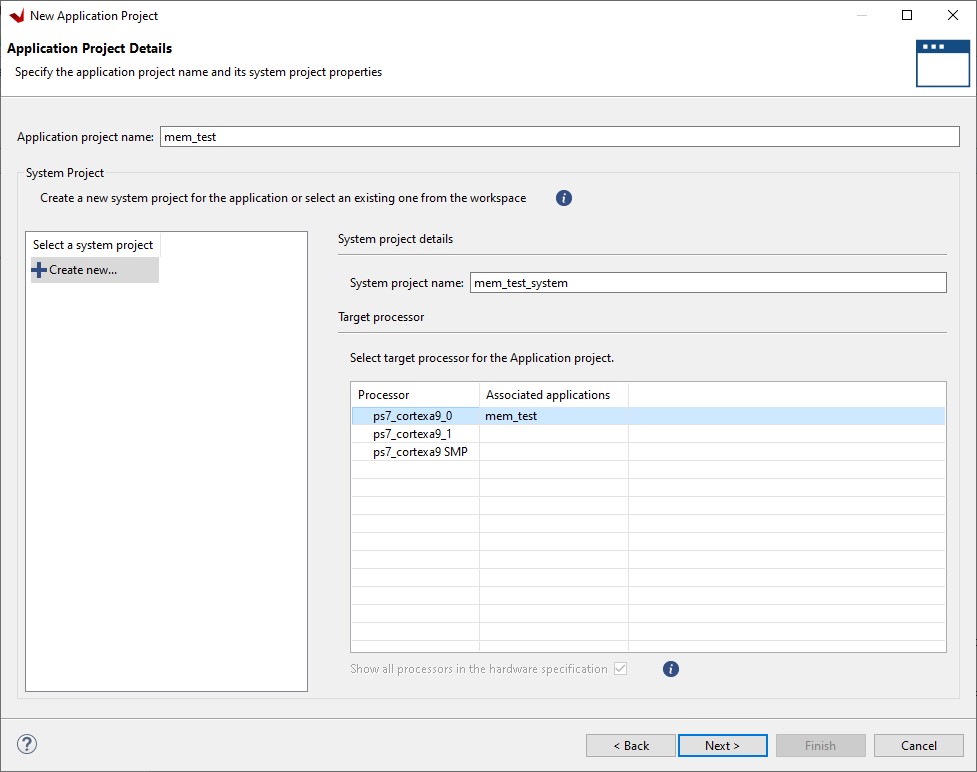 New Application Project
Application Project Details
Specify the application project name and its system project properties
Application project name: mem_test
System Project
Create a new system project for the application or select an existing one from the workspace
Select a system project
Create new...
System project details
System project name: mem_test_system
Target processor
Select target processor for the Application project.
Processor Associated applications
ps7_cortexa9_0 mem_test
ps7_cortexa9_1
ps7_cortexa9 SMP
Show all processors in the hardware specification
< Back Next > Finish Cancel